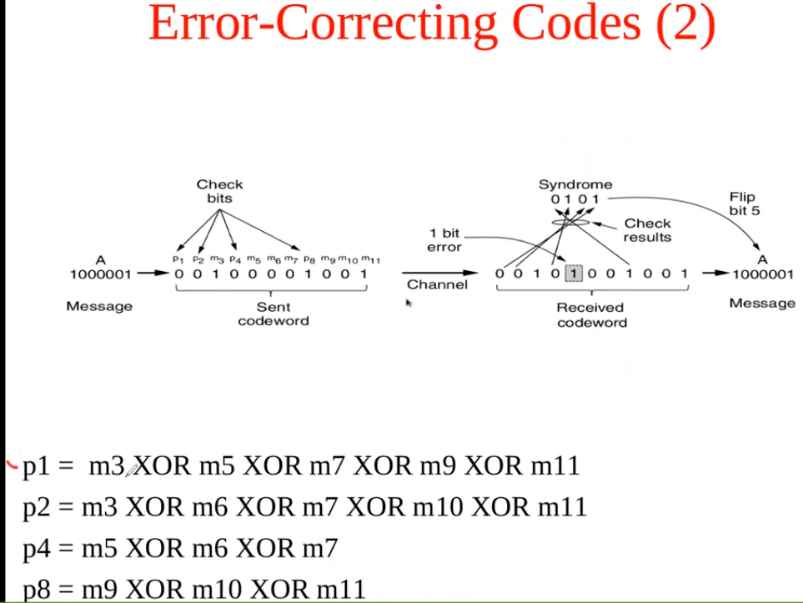 Error-Correcting Codes (2)
Check
bits
A
1000001
Message
p1 p2 m3 p4 m5 m6 m7 p8 m9 m10 m11
0 0 1 0 0 0 0 1 0 0 1
Sent
codeword
1 bit
error
Channel
Syndrome
0 1 0 1
Check
results
0 0 1 0 1 0 0 1 0 0 1
Received
codeword
Flip
bit 5
A
1000001
Message
p1 = m3 XOR m5 XOR m7 XOR m9 XOR m11
p2 = m3 XOR m6 XOR m7 XOR m10 XOR m11
p4 = m5 XOR m6 XOR m7
p8 = m9 XOR m10 XOR m11